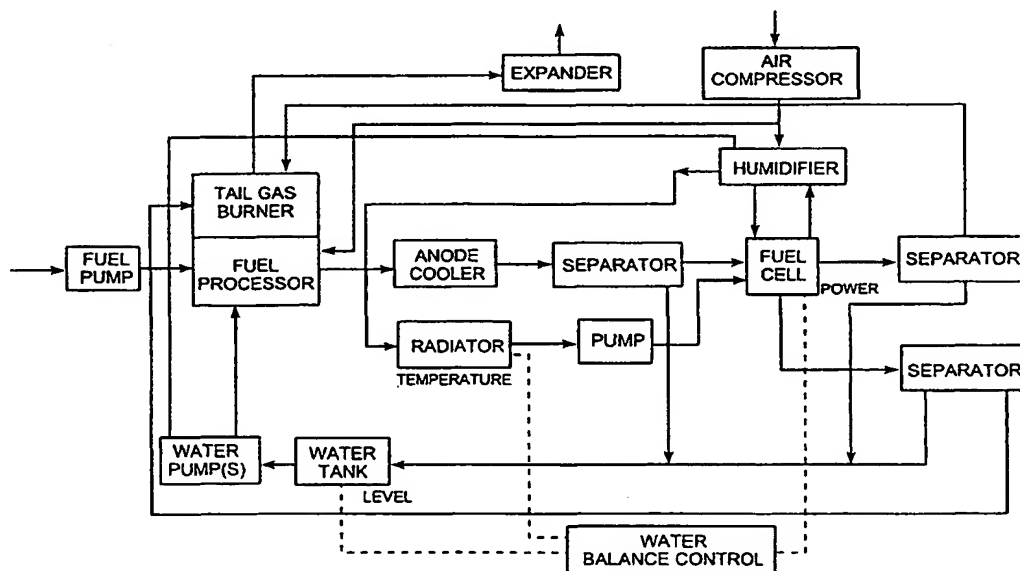 EXPANDER
AIR
COMPRESSOR
HUMIDIFIER
TAIL GAS
BURNER
FUEL
PUMP
FUEL
PROCESSOR
ANODE
COOLER
SEPARATOR
FUEL
CELL
POWER
SEPARATOR
RADIATOR
TEMPERATURE
PUMP
SEPARATOR
WATER
PUMP(S)
WATER
TANK
LEVEL
WATER
BALANCE CONTROL